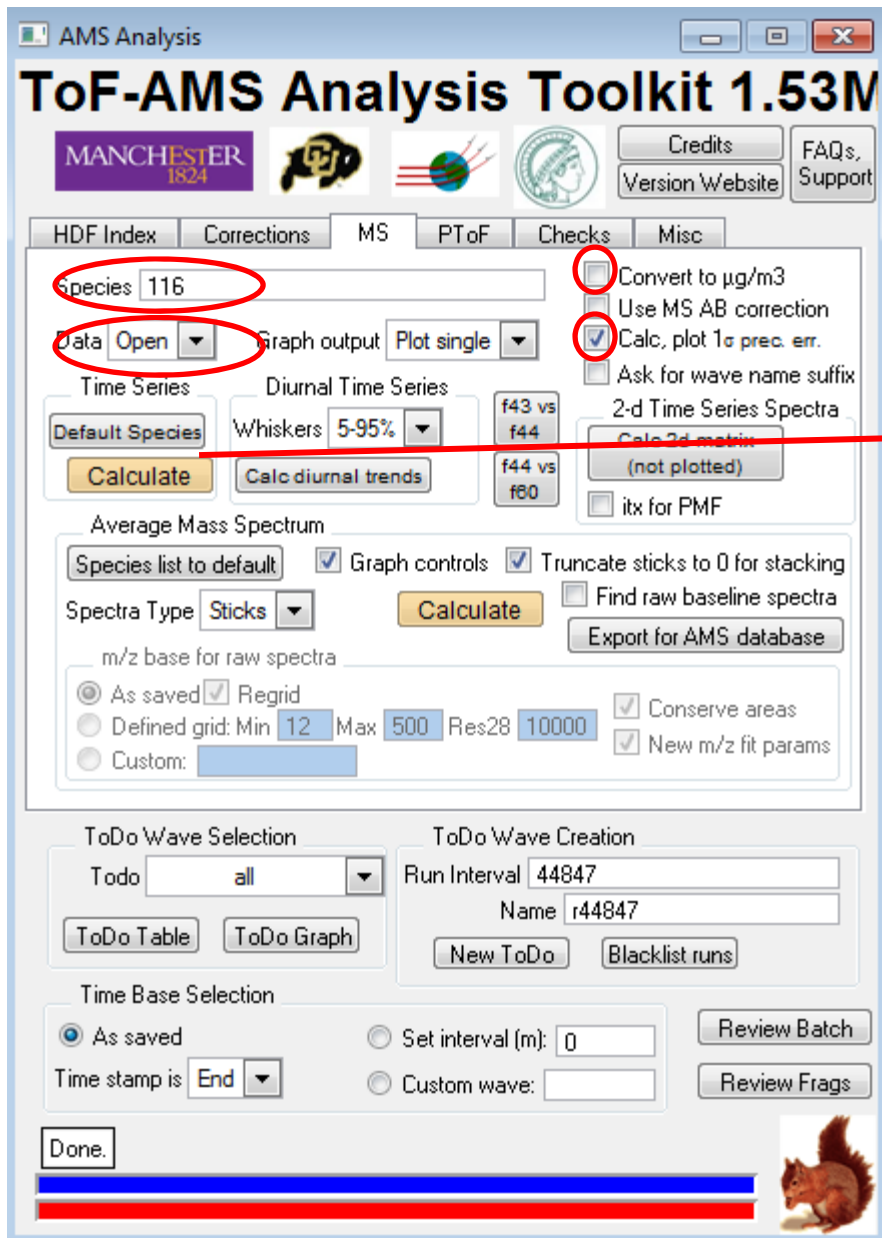 AMS Analysis
ToF-AMS Analysis Toolkit 1.53M
MANCHESTER
1824
CU
Credits
Version Website
FAQs,
Support
HDF Index Corrections MS PToF Checks Misc
Species 116
Convert to µg/m3
Use MS AB correction
Data Open Graph output Plot single
Calc, plot 1σ prec. err.
Ask for wave name suffix
Time Series
Default Species
Calculate
Diurnal Time Series
Whiskers 5-95%
Calc diurnal trends
f43 vs
f44
f44 vs
f60
2-d Time Series Spectra
Calc 2d matrix
(not plotted)
itx for PMF
Average Mass Spectrum
Species list to default Graph controls Truncate sticks to 0 for stacking
Spectra Type Sticks Calculate Find raw baseline spectra
Export for AMS database
m/z base for raw spectra
As saved Regrid
Defined grid: Min 12 Max 500 Res28 10000
Custom:
Conserve areas
New m/z fit params
ToDo Wave Selection
Todo all
ToDo Table ToDo Graph
ToDo Wave Creation
Run Interval 44847
Name r44847
New ToDo Blacklist runs
Time Base Selection
As saved Set interval (m): 0
Time stamp is End Custom wave:
Review Batch
Review Frags
Done.